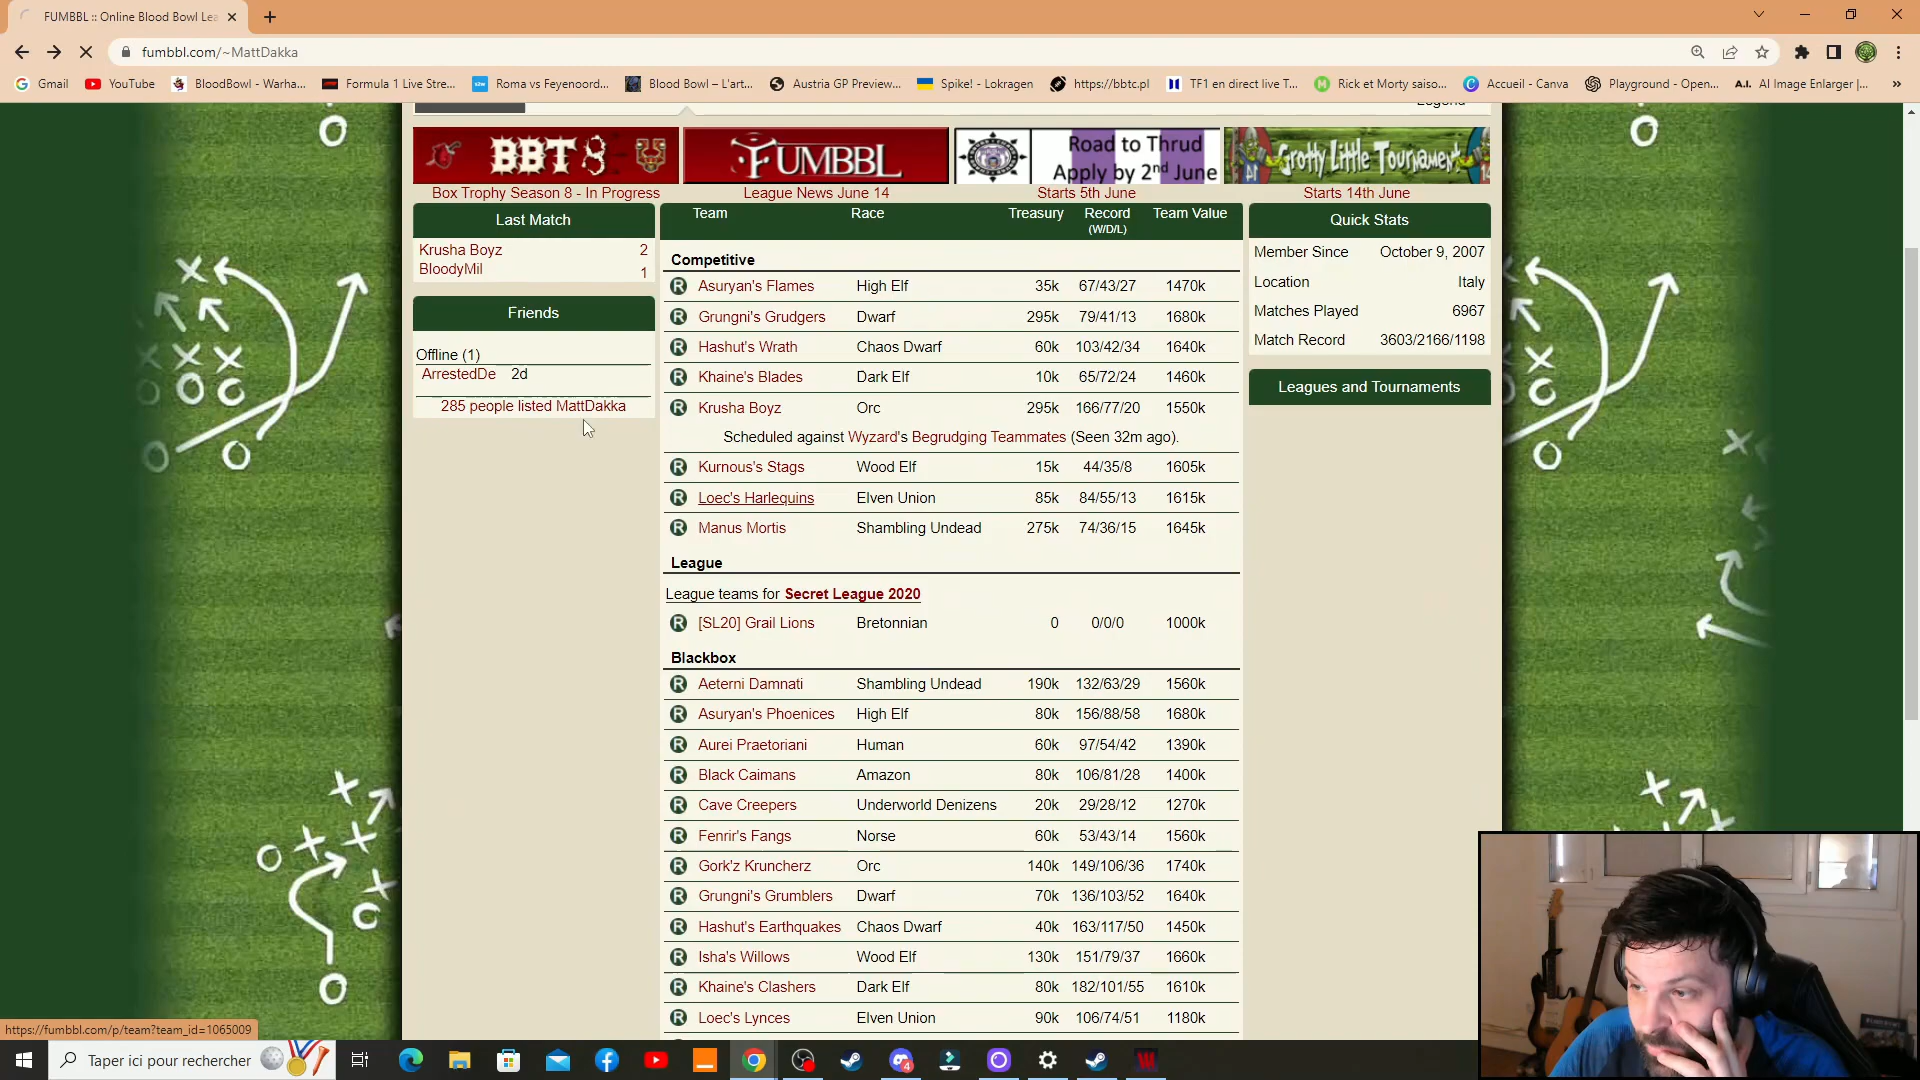 FUMBBL :: Online Blood Bowl Lea
fumbbl.com/~MattDakka
Gmail
YouTube
BloodBowl - Warha...
Formula 1 Live Stre...
Roma vs Feyenoord...
Blood Bowl – L'art...
Austria GP Preview...
Spike! - Lokragen
https://bbtc.pl
TF1 en direct live T...
Rick et Morty saiso...
Accueil - Canva
Playground - Open...
A.I. AI Image Enlarger |...
»
Legend
BBT8
FUMBBL
Road to Thrud
Apply by 2nd June
Grotty Little Tournament
Box Trophy Season 8 - In Progress
League News June 14
Starts 5th June
Starts 14th June
Last Match
Krusha Boyz 2
BloodyMil 1
Friends
Offline (1)
ArrestedDe 2d
285 people listed MattDakka
Team Race Treasury Record Team Value
(W/D/L)
Competitive
R Asuryan's Flames High Elf 35k 67/43/27 1470k
R Grungni's Grudgers Dwarf 295k 79/41/13 1680k
R Hashut's Wrath Chaos Dwarf 60k 103/42/34 1640k
R Khaine's Blades Dark Elf 10k 65/72/24 1460k
R Krusha Boyz Orc 295k 166/77/20 1550k
Scheduled against Wyzard's Begrudging Teammates (Seen 32m ago).
R Kurnous's Stags Wood Elf 15k 44/35/8 1605k
R Loec's Harlequins Elven Union 85k 84/55/13 1615k
R Manus Mortis Shambling Undead 275k 74/36/15 1645k
League
League teams for Secret League 2020
R [SL20] Grail Lions Bretonnian 0 0/0/0 1000k
Blackbox
R Aeterni Damnati Shambling Undead 190k 132/63/29 1560k
R Asuryan's Phoenices High Elf 80k 156/88/58 1680k
R Aurei Praetoriani Human 60k 97/54/42 1390k
R Black Caimans Amazon 80k 106/81/28 1400k
R Cave Creepers Underworld Denizens 20k 29/28/12 1270k
R Fenrir's Fangs Norse 60k 53/43/14 1560k
R Gork'z Kruncherz Orc 140k 149/106/36 1740k
R Grungni's Grumblers Dwarf 70k 136/103/52 1640k
R Hashut's Earthquakes Chaos Dwarf 40k 163/117/50 1450k
R Isha's Willows Wood Elf 130k 151/79/37 1660k
R Khaine's Clashers Dark Elf 80k 182/101/55 1610k
R Loec's Lynces Elven Union 90k 106/74/51 1180k
Quick Stats
Member Since October 9, 2007
Location Italy
Matches Played 6967
Match Record 3603/2166/1198
Leagues and Tournaments
https://fumbbl.com/p/team?team_id=1065009
Taper ici pour rechercher
4